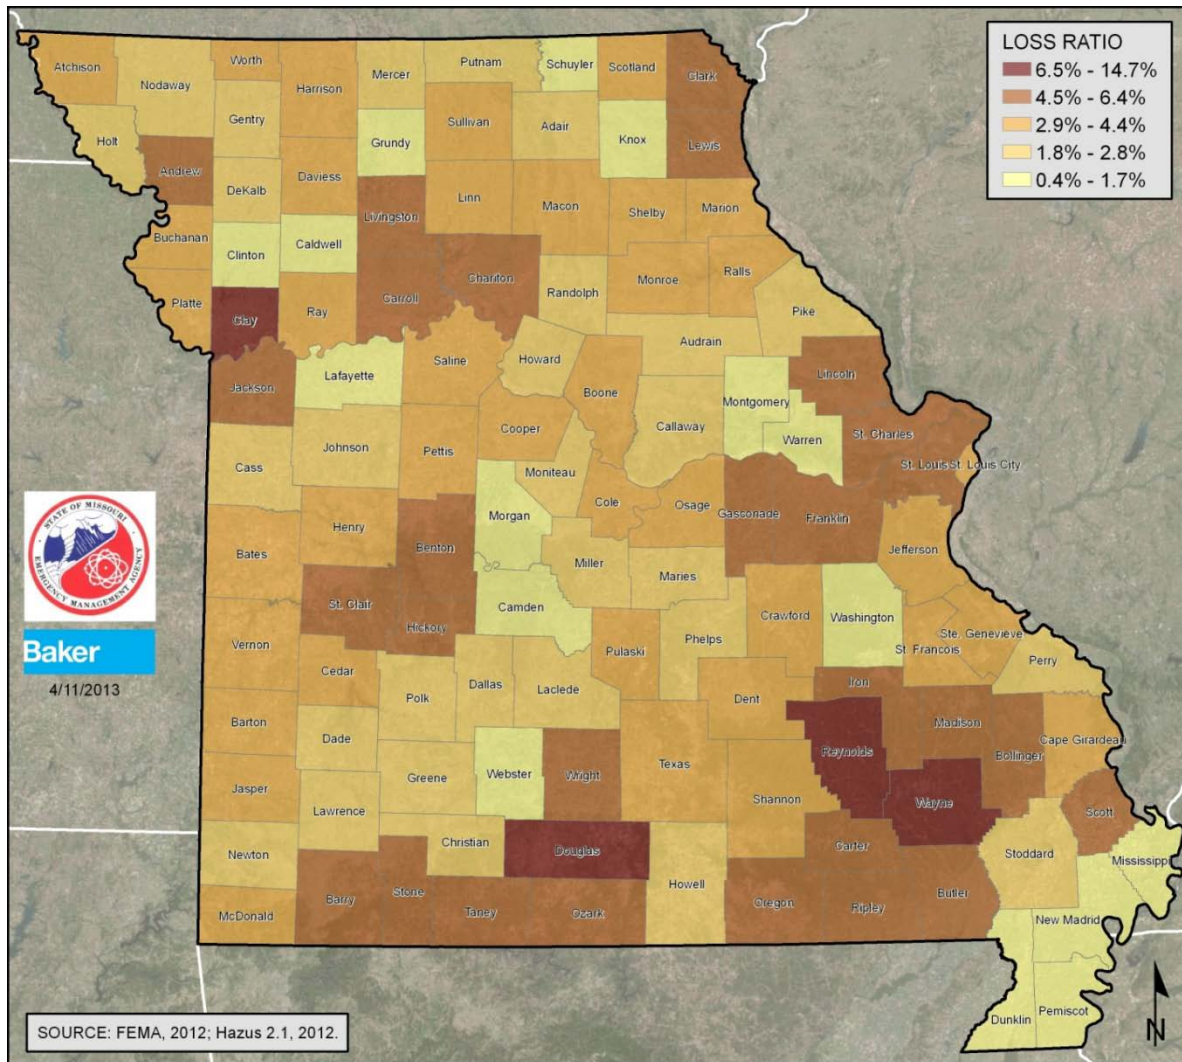 LOSS RATIO
6.5% - 14.7%
4.5% - 6.4%
2.9% - 4.4%
1.8% - 2.8%
0.4% - 1.7%
Atchison
Nodaway
Worth
Harrison
Mercer
Putnam
Schuyler
Scotland
Clark
Holt
Gentry
Grundy
Sullivan
Adair
Knox
Lewis
Andrew
DeKalb
Daviess
Livingston
Linn
Macon
Shelby
Marion
Buchanan
Clinton
Caldwell
Chariton
Monroe
Ralls
Platte
Clay
Ray
Carroll
Randolph
Pike
Jackson
Lafayette
Saline
Howard
Audrain
Boone
Lincoln
Montgomery
Cass
Johnson
Pettis
Cooper
Callaway
Warren
St. Charles
Moniteau
St. Louis
St. Louis City
Bates
Henry
Benton
Morgan
Cole
Osage
Gasconade
Franklin
Jefferson
Miller
Maries
St. Clair
Hickory
Camden
Vernon
Pulaski
Phelps
Crawford
Washington
Ste. Genevieve
St. Francois
Perry
Cedar
Polk
Dallas
Laclede
Dent
Iron
Barton
Dade
Reynolds
Madison
Bollinger
Cape Girardeau
Jasper
Greene
Webster
Wright
Texas
Shannon
Wayne
Scott
Lawrence
Newton
Christian
Douglas
Howell
Carter
Stoddard
Mississippi
McDonald
Barry
Stone
Taney
Ozark
Oregon
Ripley
Butler
New Madrid
Dunklin
Pemiscot
STATE OF MISSOURI
EMERGENCY MANAGEMENT AGENCY
Baker
4/11/2013
SOURCE: FEMA, 2012; Hazus 2.1, 2012.
N